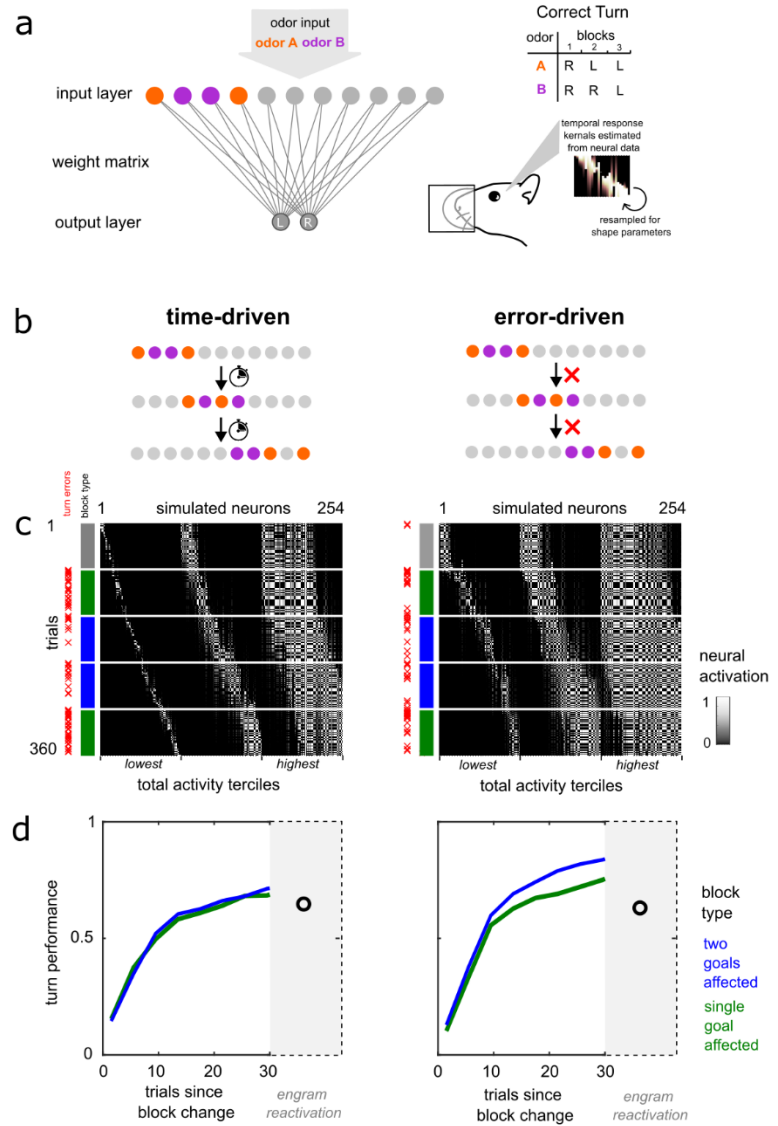 a
odor input
odor A odor B
input layer
weight matrix
output layer
L R
Correct Turn
odor blocks
1 2 3
A R L L
B R R L
temporal response
kernals estimated
from neural data
resampled for
shape parameters
b
time-driven
error-driven
c
turn errors
block type
1 simulated neurons 254
1
trials
360
lowest highest
total activity terciles
1 simulated neurons 254
lowest highest
total activity terciles
neural
activation
1
0
d
1
0.5
0
turn performance
0 10 20 30
trials since
block change
engram
reactivation
0 10 20 30
trials since
block change
engram
reactivation
block
type
two
goals
affected
single
goal
affected